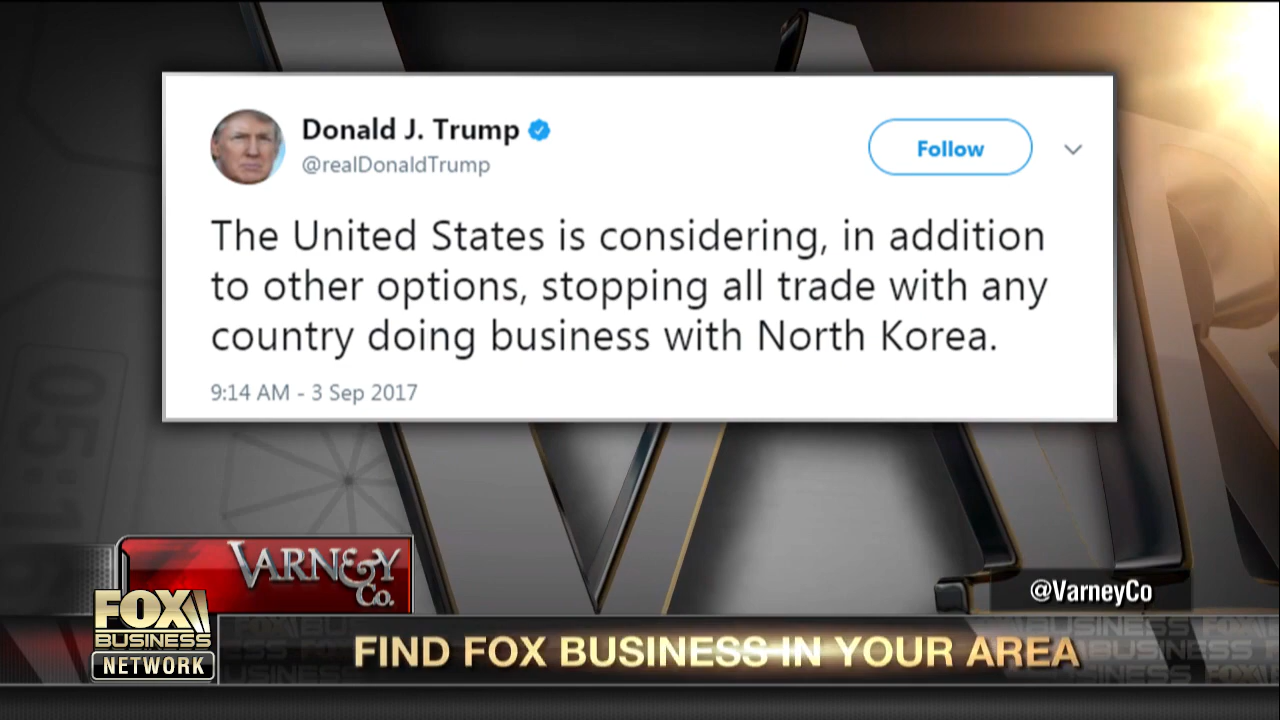 Donald J. Trump
@realDonaldTrump
Follow
The United States is considering, in addition
to other options, stopping all trade with any
country doing business with North Korea.
9:14 AM - 3 Sep 2017
VARNEY
& Co.
@VarneyCo
FOX
BUSINESS
NETWORK
FIND FOX BUSINESS IN YOUR AREA